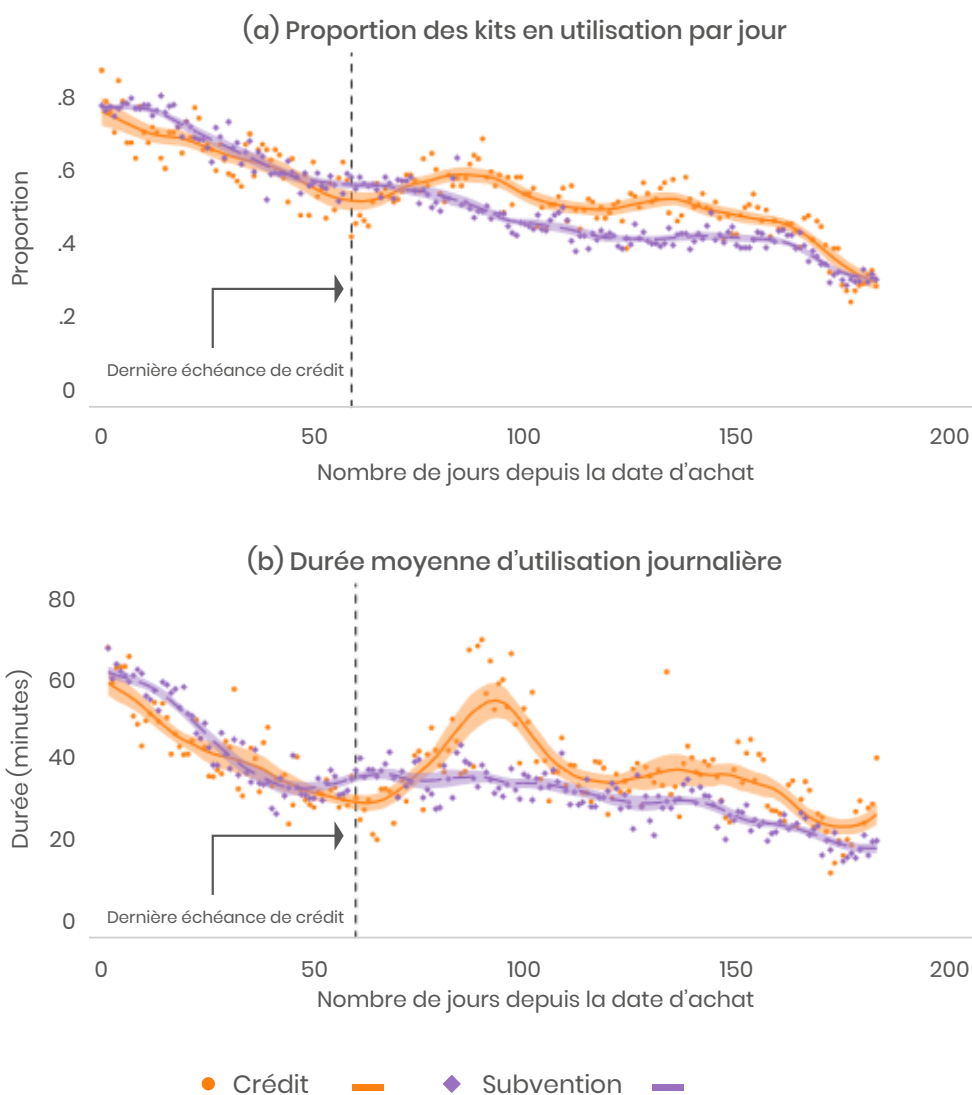 (a) Proportion des kits en utilisation par jour
Proportion
.8
.6
.4
.2
0
Dernière échéance de crédit
0 50 100 150 200
Nombre de jours depuis la date d'achat
(b) Durée moyenne d'utilisation journalière
Durée (minutes)
80
60
40
20
0
Dernière échéance de crédit
0 50 100 150 200
Nombre de jours depuis la date d'achat
Crédit Subvention